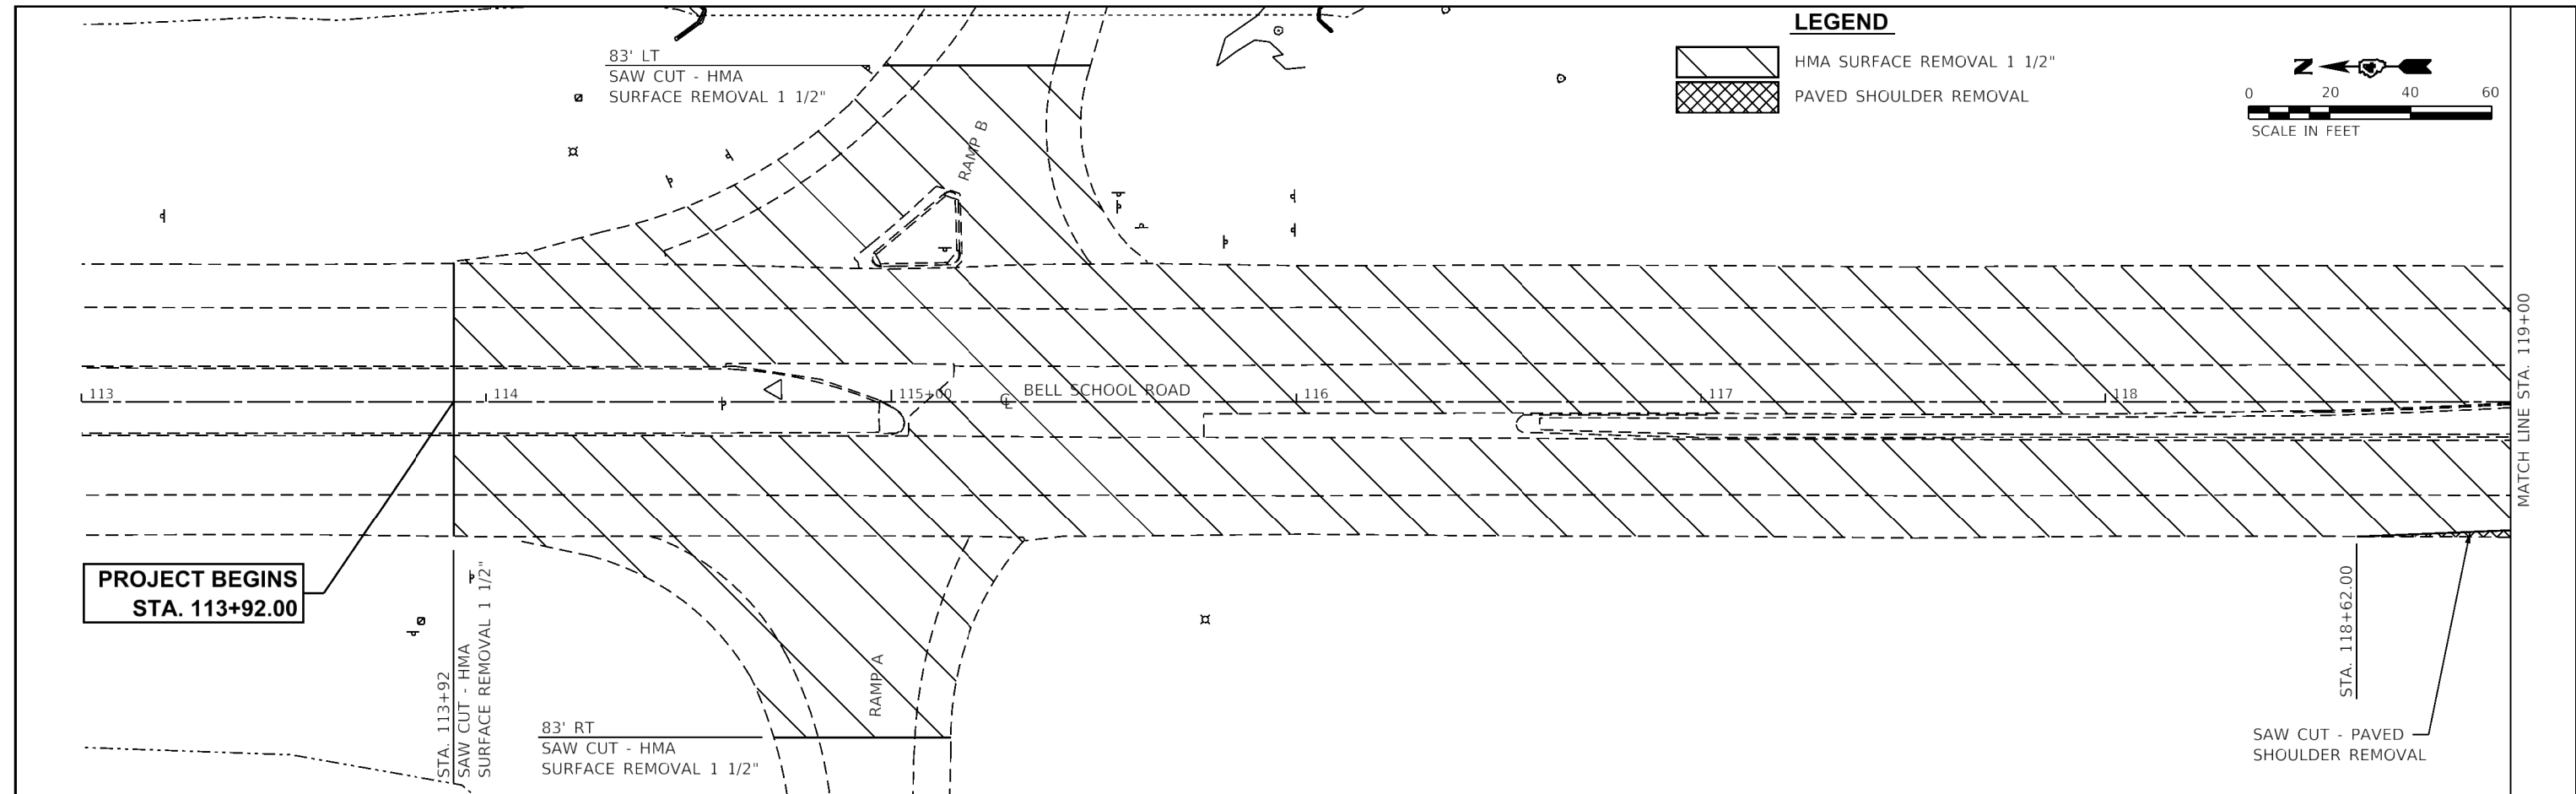 LEGEND
HMA SURFACE REMOVAL 1 1/2"
PAVED SHOULDER REMOVAL
N
0 20 40 60
SCALE IN FEET
83' LT
SAW CUT - HMA
SURFACE REMOVAL 1 1/2"
RAMP B
113 114 115+00 116 117 118
BELL SCHOOL ROAD
MATCH LINE STA. 119+00
PROJECT BEGINS
STA. 113+92.00
STA. 113+92
SAW CUT - HMA
SURFACE REMOVAL 1 1/2"
83' RT
SAW CUT - HMA
SURFACE REMOVAL 1 1/2"
RAMP A
STA. 118+62.00
SAW CUT - PAVED
SHOULDER REMOVAL